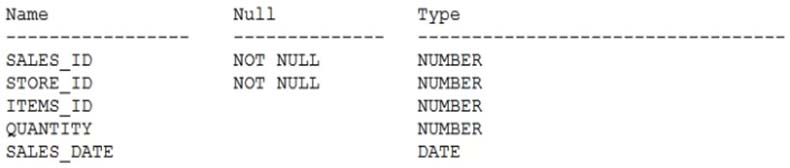 Name Null Type
----------------- -------------- ----------------------------------
SALES_ID NOT NULL NUMBER
STORE_ID NOT NULL NUMBER
ITEMS_ID NUMBER
QUANTITY NUMBER
SALES_DATE DATE